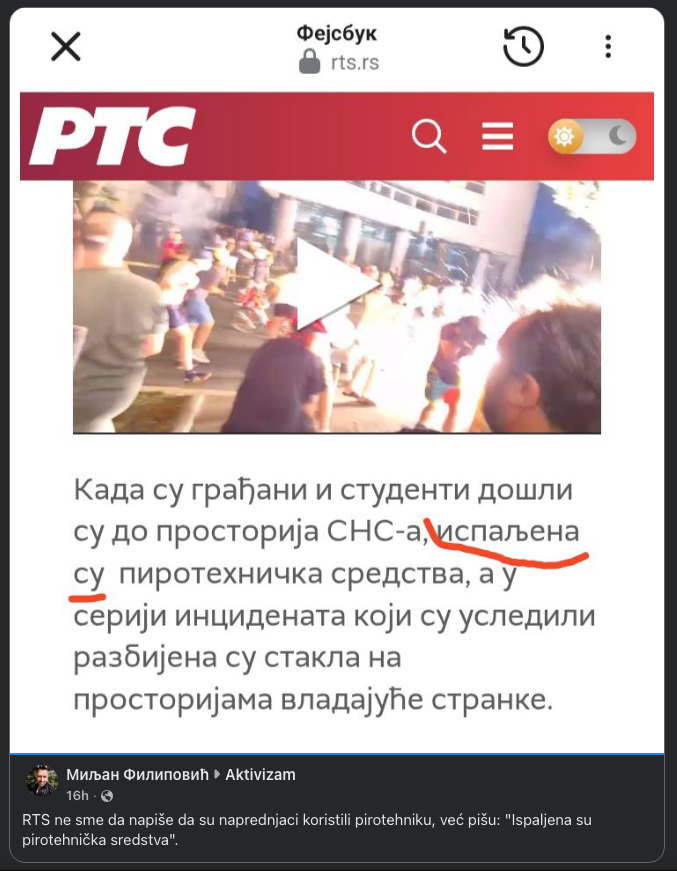 Фејсбук
rts.rs
РТС
Када су грађани и студенти дошли
су до просторија СНС-а, испаљена
су пиротехничка средства, а у
серији инцидената који су уследили
разбијена су стакла на
просторијама владајуће странке.
Миљан Филиповић Aktivizam
16h ·
RTS ne sme da napiše da su naprednjaci koristili pirotehniku, već pišu: "Ispaljena su
pirotehnička sredstva".